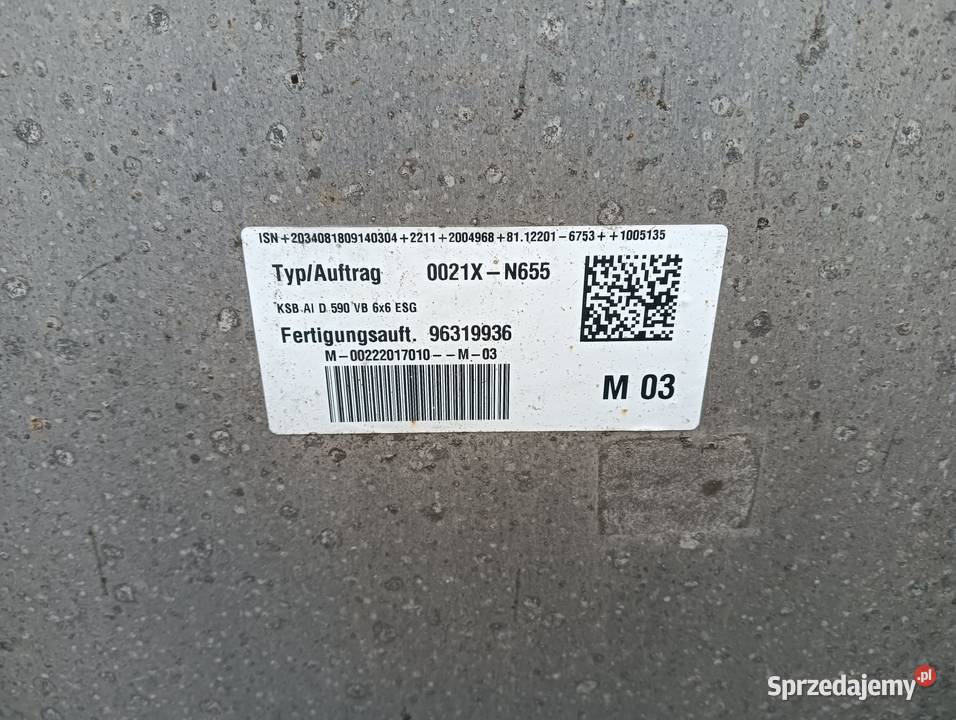 ISN+2034081809140304+2211+2004968+81.12201-6753++1005135
Typ/Auftrag 0021X-N655
KSB Al D 590 VB 6x6 ESG
Fertigungsauft. 96319936
M-00222017010--M-03
M 03
Sprzedajemy.pl